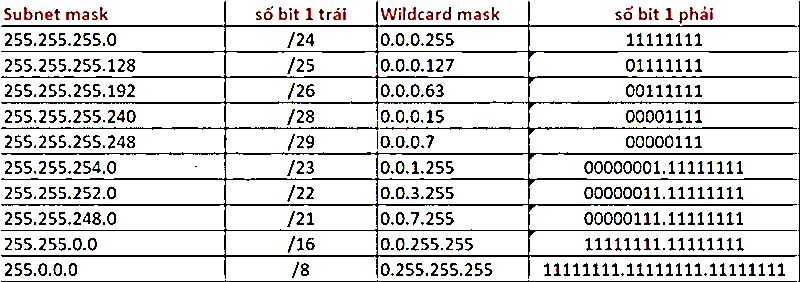 Subnet mask số bit 1 trái Wildcard mask số bit 1 phải
255.255.255.0 /24 0.0.0.255 11111111
255.255.255.128 /25 0.0.0.127 01111111
255.255.255.192 /26 0.0.0.63 00111111
255.255.255.240 /28 0.0.0.15 00001111
255.255.255.248 /29 0.0.0.7 00000111
255.255.254.0 /23 0.0.1.255 00000001.11111111
255.255.252.0 /22 0.0.3.255 00000011.11111111
255.255.248.0 /21 0.0.7.255 00000111.11111111
255.255.0.0 /16 0.0.255.255 11111111.11111111
255.0.0.0 /8 0.255.255.255 11111111.11111111.11111111